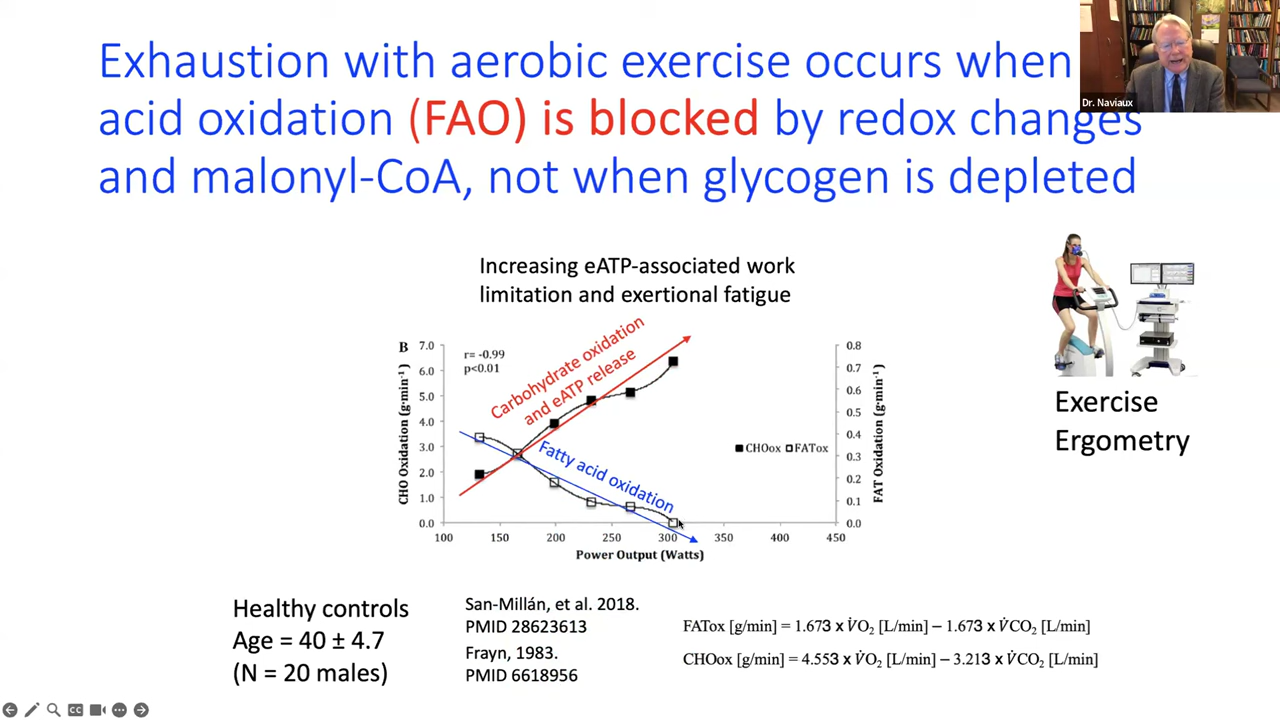 Exhaustion with aerobic exercise occurs when
acid oxidation (FAO) is blocked by redox changes
and malonyl-CoA, not when glycogen is depleted
Dr. Naviaux
Increasing eATP-associated work
limitation and exertional fatigue
B
r= -0.99
p<0.01
Carbohydrate oxidation
and eATP release
Fatty acid oxidation
CHO Oxidation (g·min⁻¹)
7.0
6.0
5.0
4.0
3.0
2.0
1.0
0.0
FAT Oxidation (g·min⁻¹)
0.8
0.7
0.6
0.5
0.4
0.3
0.2
0.1
0.0
CHOox FATox
100 150 200 250 300 350 400 450
Power Output (Watts)
Exercise
Ergometry
Healthy controls
Age = 40 ± 4.7
(N = 20 males)
San-Millán, et al. 2018.
PMID 28623613
Frayn, 1983.
PMID 6618956
FATox [g/min] = 1.673 x V̇O₂ [L/min] – 1.673 x V̇CO₂ [L/min]
CHOox [g/min] = 4.553 x V̇O₂ [L/min] – 3.213 x V̇CO₂ [L/min]
CC